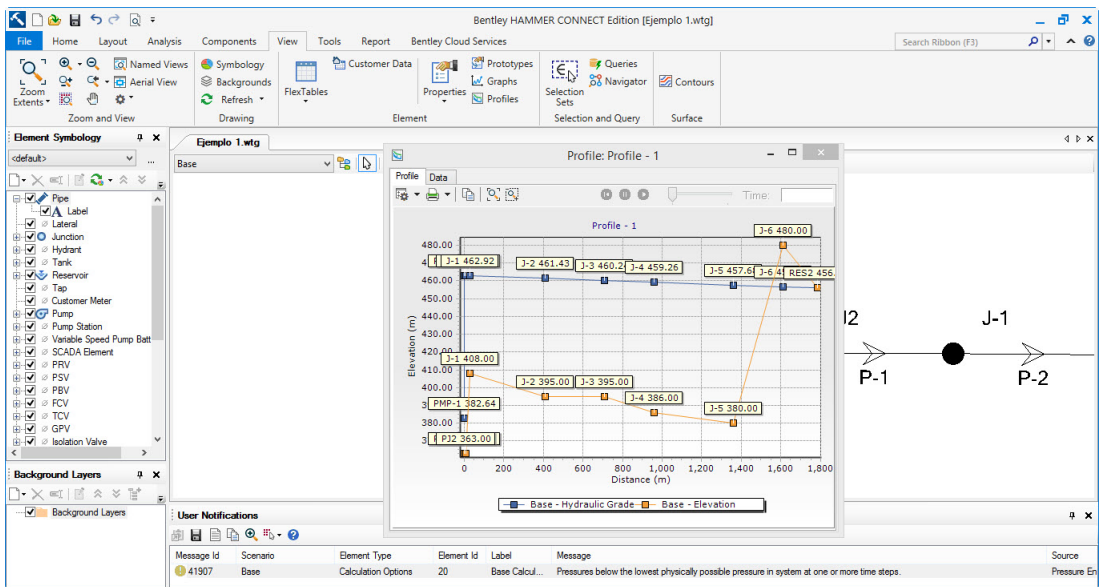 Bentley HAMMER CONNECT Edition [Ejemplo 1.wtg]
File Home Layout Analysis Components View Tools Report Bentley Cloud Services Search Ribbon (F3)
Zoom Extents Named Views Aerial View
Symbology Backgrounds Refresh
FlexTables Customer Data Properties Prototypes Graphs Profiles
Selection Sets Queries Navigator Contours
Zoom and View Drawing Element Selection and Query Surface
Element Symbology
<default> ...
Pipe
Label
Lateral
Junction
Hydrant
Tank
Reservoir
Tap
Customer Meter
Pump
Pump Station
Variable Speed Pump Batt
SCADA Element
PRV
PSV
PBV
FCV
TCV
GPV
Isolation Valve
Background Layers
Background Layers
Ejemplo 1.wtg
Base
Profile: Profile - 1
Profile Data
Time:
Profile - 1
J-6 480.00
480.00
J-1 462.92 J-2 461.43 J-3 460.2 J-4 459.26 J-5 457.6 J-6 4 RES2 456.
460.00
450.00
440.00
430.00
420.00
J-1 408.00
410.00
400.00
J-2 395.00 J-3 395.00 J-4 386.00
PMP-1 382.64
J-5 380.00
380.00
PJ2 363.00
Elevation (m)
0 200 400 600 800 1,000 1,200 1,400 1,600 1,800
Distance (m)
Base - Hydraulic Grade Base - Elevation
J2 J-1
P-1 P-2
User Notifications
Message Id Scenario Element Type Element Id Label Message Source
41907 Base Calculation Options 20 Base Calcul... Pressures below the lowest physically possible pressure in system at one or more time steps. Pressure En